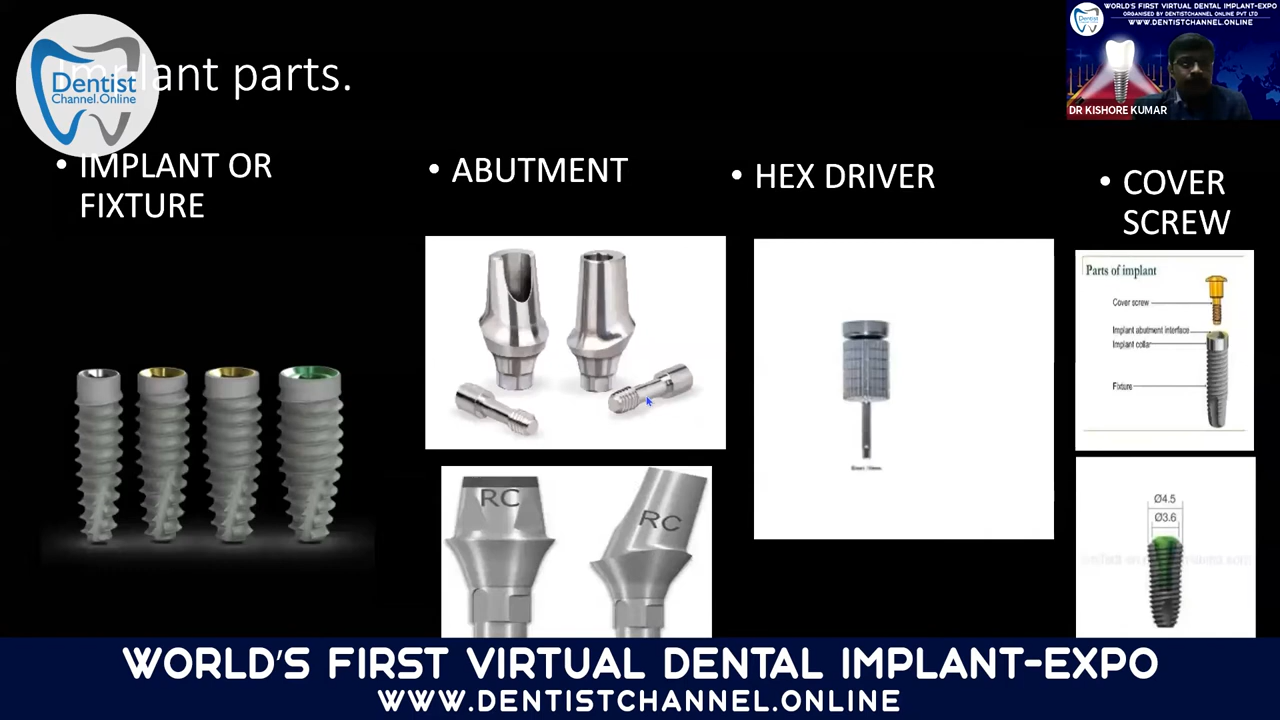 Implant parts.
Dentist
Channel.Online
WORLD'S FIRST VIRTUAL DENTAL IMPLANT-EXPO
ORGANISED BY DENTISTCHANNEL ONLINE PVT LTD
WWW.DENTISTCHANNEL.ONLINE
Dentist
DR KISHORE KUMAR
• IMPLANT OR
FIXTURE
• ABUTMENT
• HEX DRIVER
• COVER
SCREW
Parts of implant
Cover screw
Implant abutment interface
Implant collar
Fixture
RC
RC
Ø4.5
Ø3.6
WORLD'S FIRST VIRTUAL DENTAL IMPLANT-EXPO
WWW.DENTISTCHANNEL.ONLINE